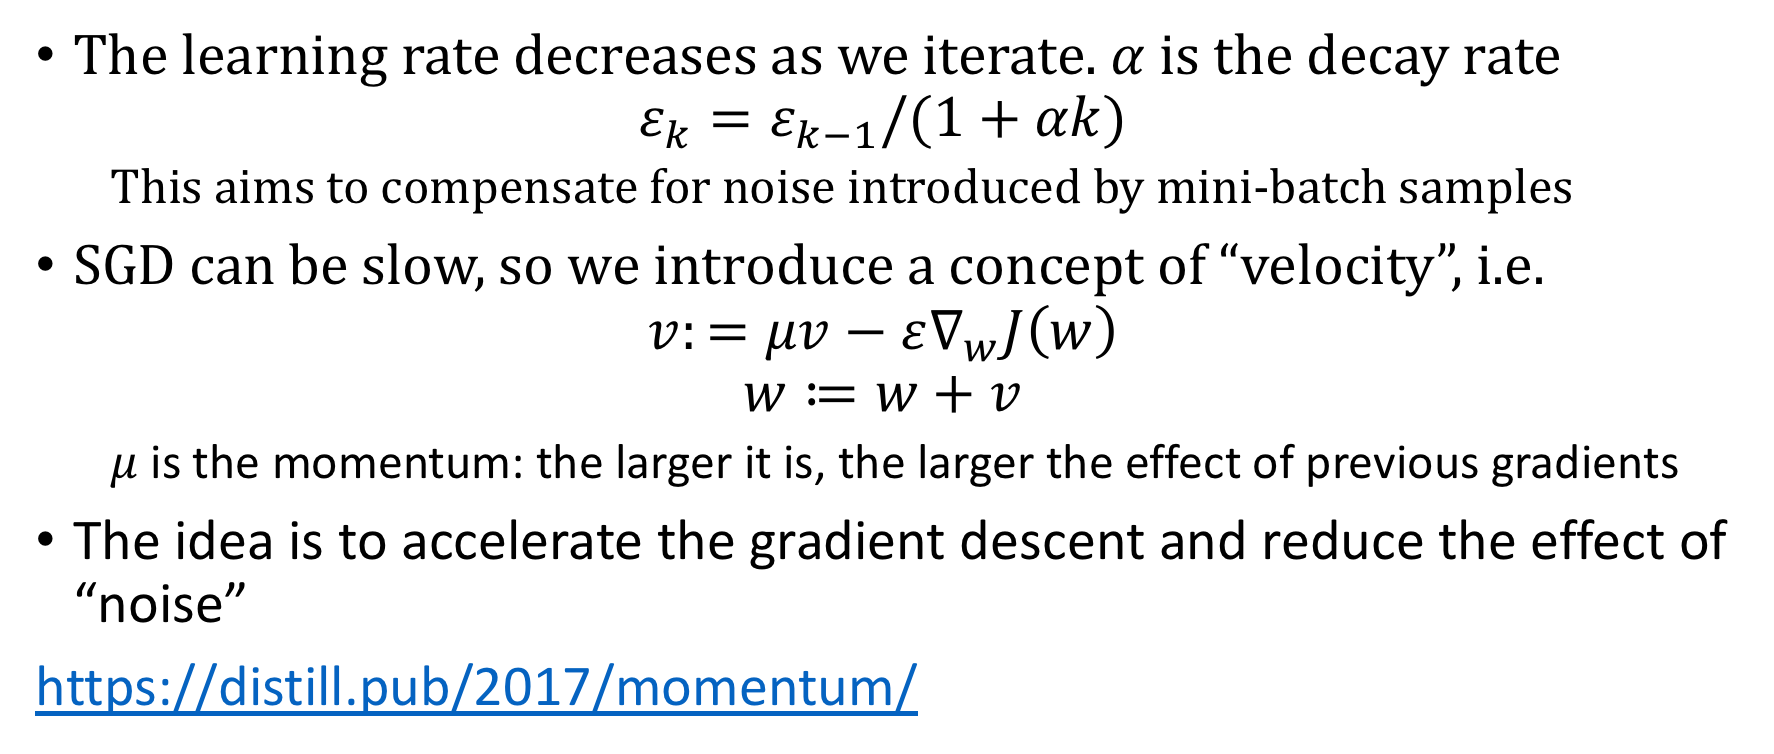 • The learning rate decreases as we iterate. α is the decay rate
εₖ = εₖ₋₁/(1 + αk)
This aims to compensate for noise introduced by mini-batch samples
• SGD can be slow, so we introduce a concept of “velocity”, i.e.
v: = μv − ε∇_w J(w)
w ≔ w + v
μ is the momentum: the larger it is, the larger the effect of previous gradients
• The idea is to accelerate the gradient descent and reduce the effect of
“noise”
https://distill.pub/2017/momentum/